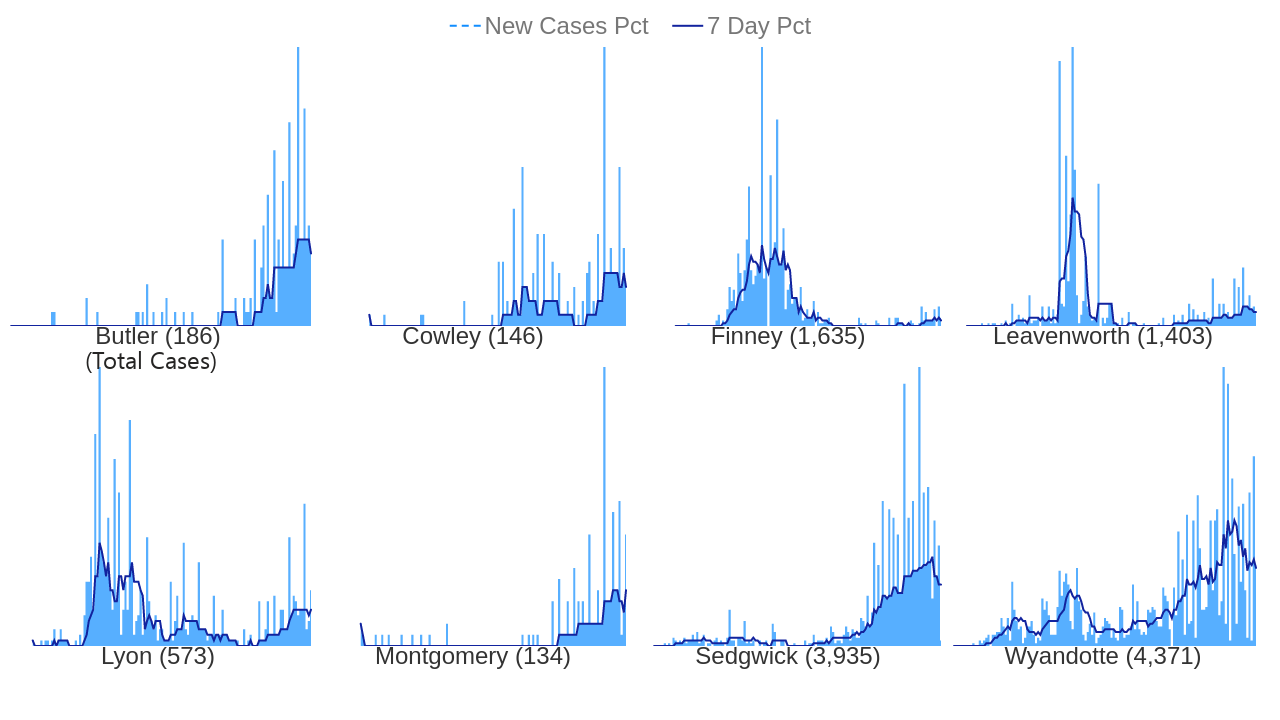 New Cases Pct 7 Day Pct
Butler (186) Cowley (146) Finney (1,635) Leavenworth (1,403)
(Total Cases)
Lyon (573) Montgomery (134) Sedgwick (3,935) Wyandotte (4,371)